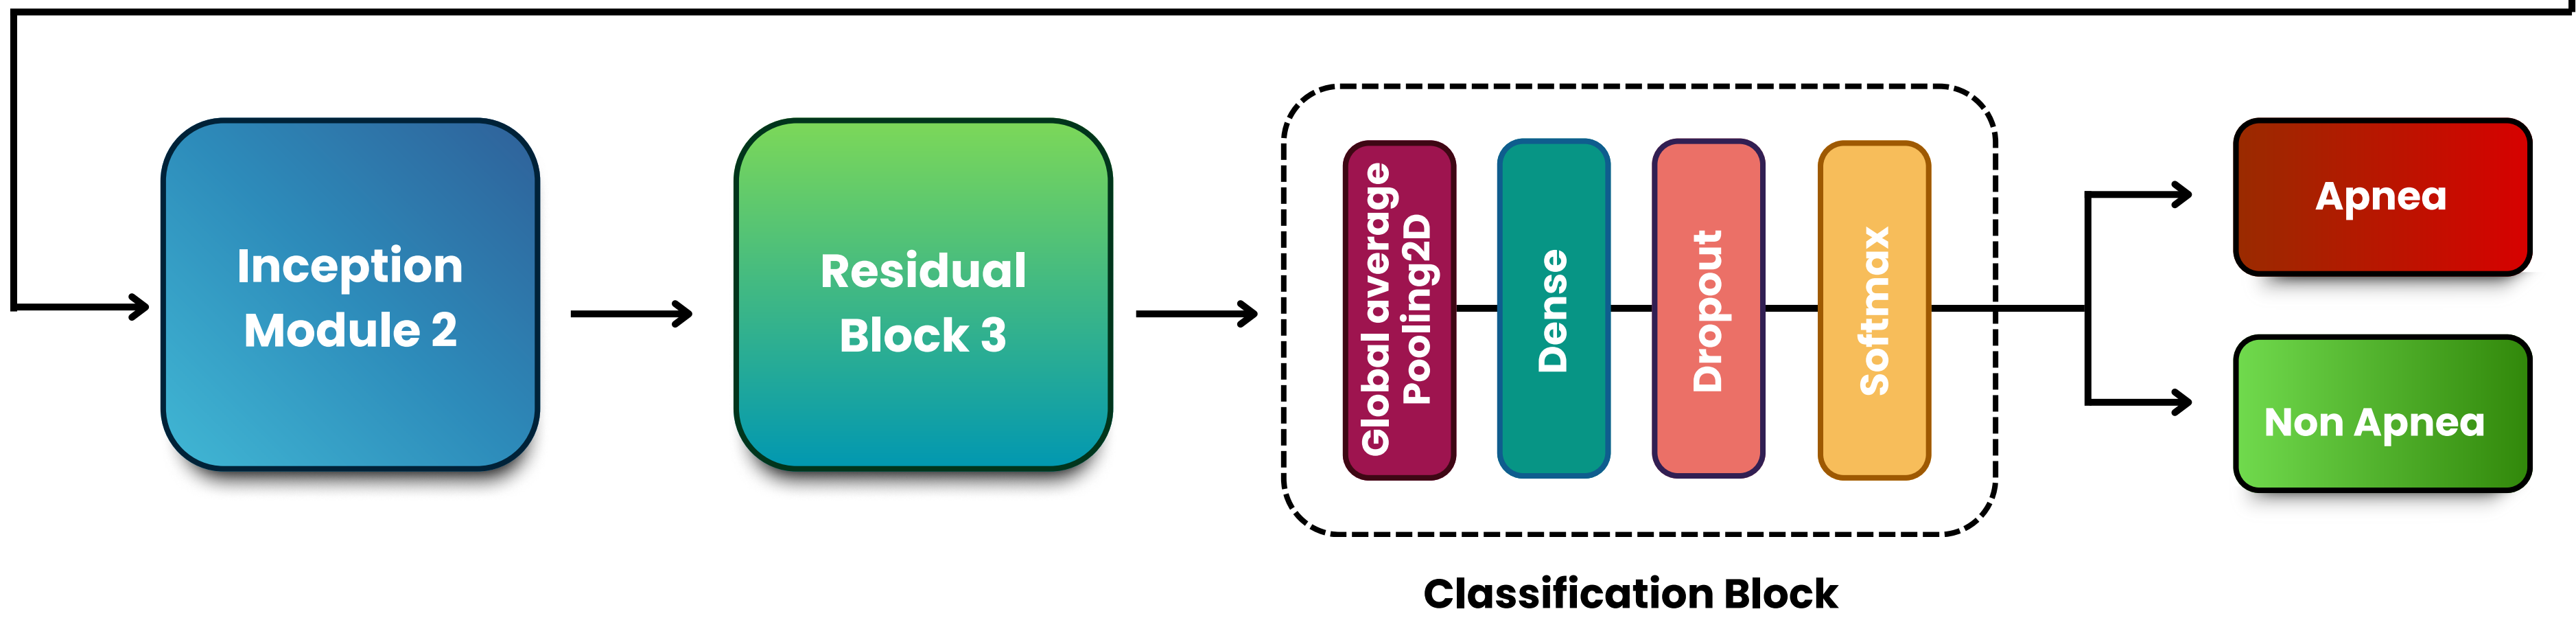 Inception
Module 2
Residual
Block 3
Global average
Pooling2D
Dense
Dropout
Softmax
Apnea
Non Apnea
Classification Block